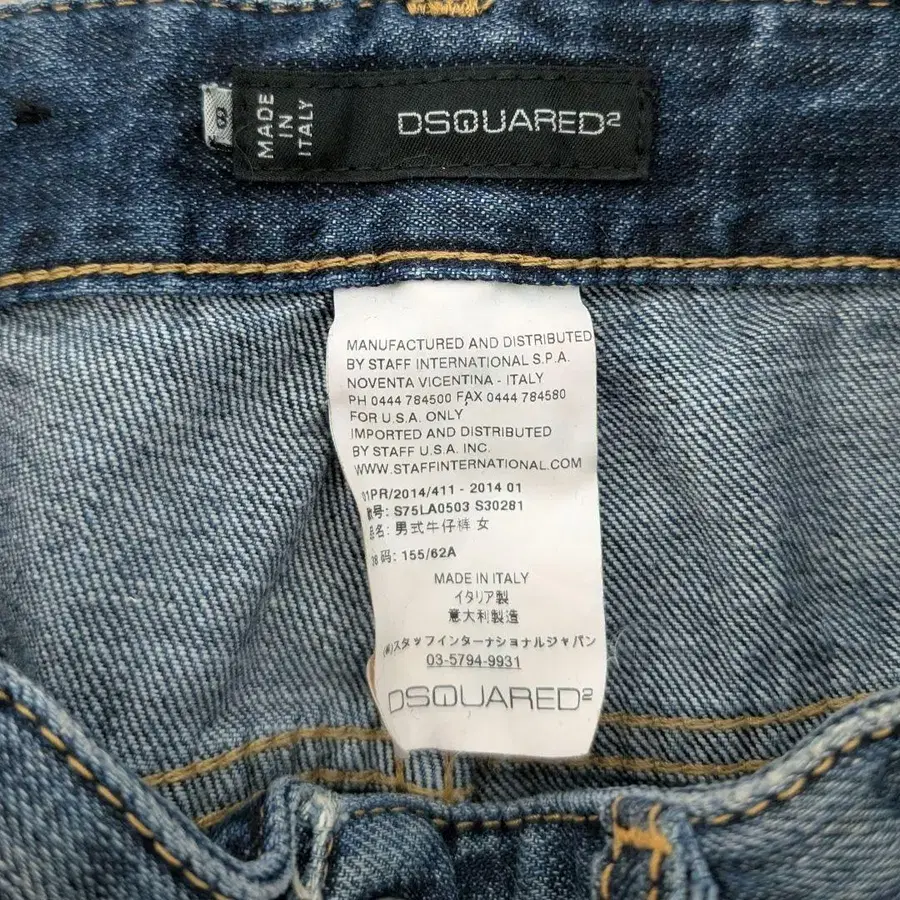 MADE
IN
ITALY
DSQUARED²
MANUFACTURED AND DISTRIBUTED
BY STAFF INTERNATIONAL S.P.A.
NOVENTA VICENTINA - ITALY
PH 0444 784500 FAX 0444 784580
FOR U.S.A. ONLY
IMPORTED AND DISTRIBUTED
BY STAFF U.S.A. INC.
WWW.STAFFINTERNATIONAL.COM
01PR/2014/411 - 2014 01
号: S75LA0503 S30281
名: 男式牛仔裤 女
38 码: 155/62A
MADE IN ITALY
イタリア製
意大利製造
(株)スタッフインターナショナルジャパン
03-5794-9931
DSQUARED²